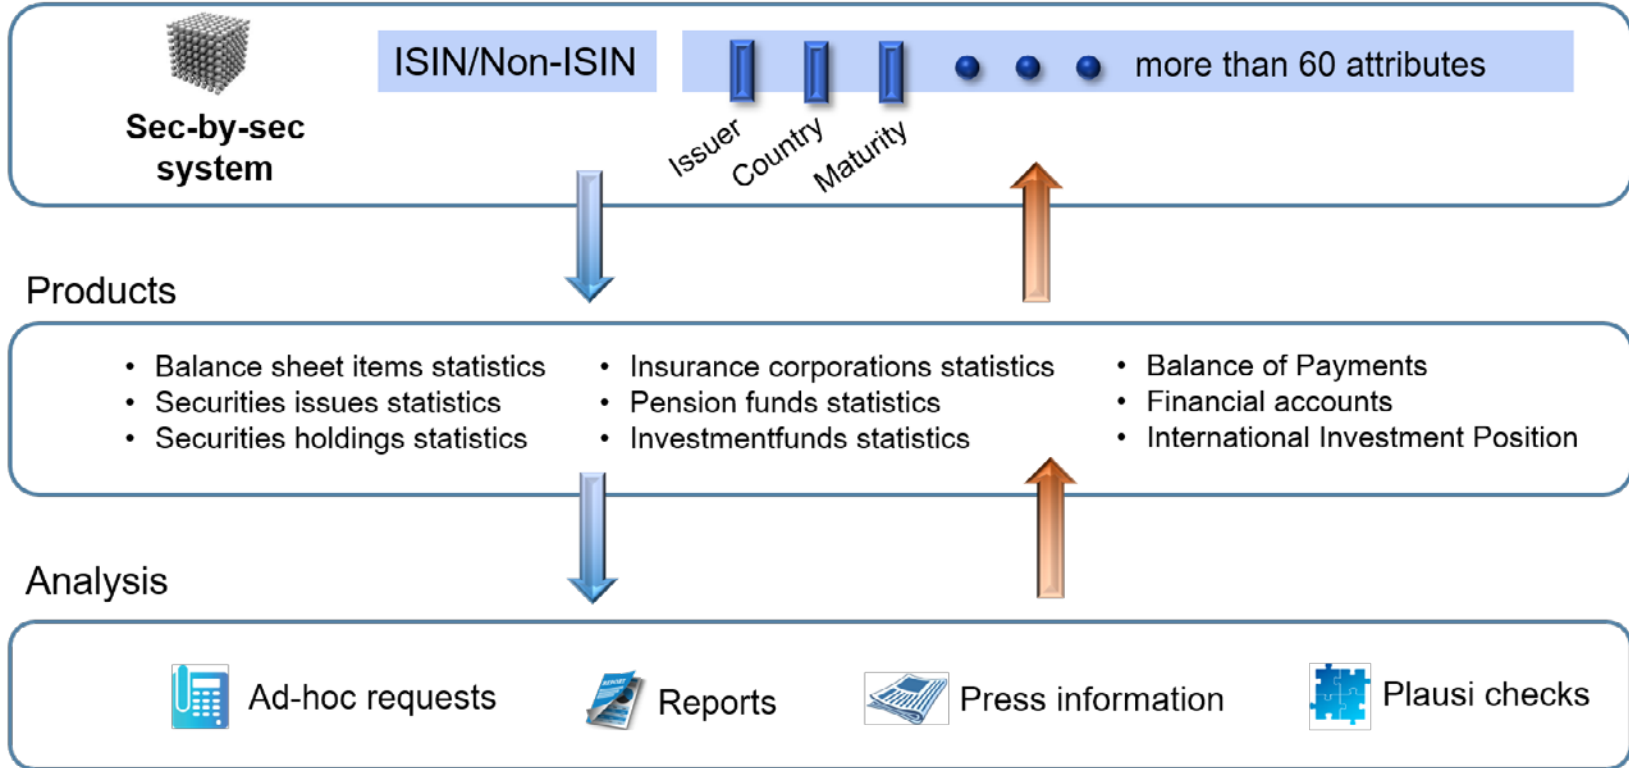 Sec-by-sec
system
ISIN/Non-ISIN
Issuer
Country
Maturity
more than 60 attributes
Products
• Balance sheet items statistics
• Securities issues statistics
• Securities holdings statistics
• Insurance corporations statistics
• Pension funds statistics
• Investmentfunds statistics
• Balance of Payments
• Financial accounts
• International Investment Position
Analysis
Ad-hoc requests
REPORT
Reports
Press information
Plausi checks